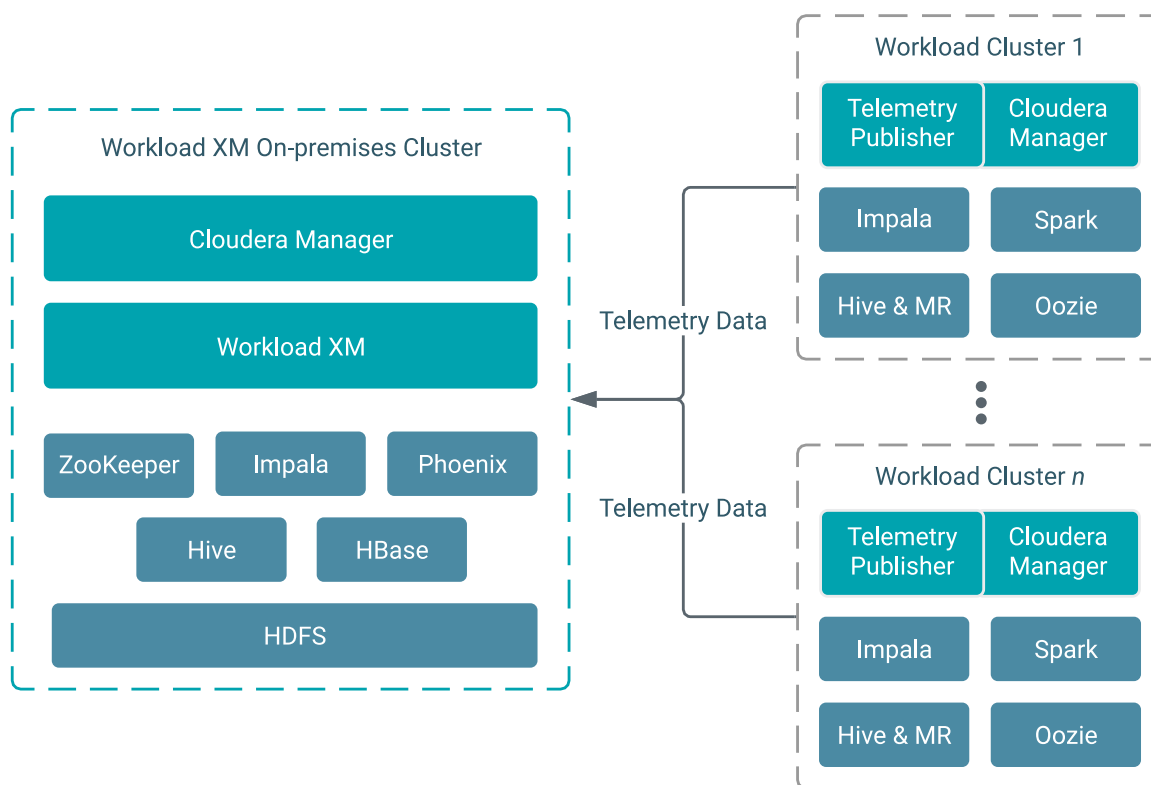 Workload XM On-premises Cluster
Cloudera Manager
Workload XM
ZooKeeper
Impala
Phoenix
Hive
HBase
HDFS
Telemetry Data
Telemetry Data
Workload Cluster 1
Telemetry
Publisher
Cloudera
Manager
Impala
Spark
Hive & MR
Oozie
Workload Cluster n
Telemetry
Publisher
Cloudera
Manager
Impala
Spark
Hive & MR
Oozie